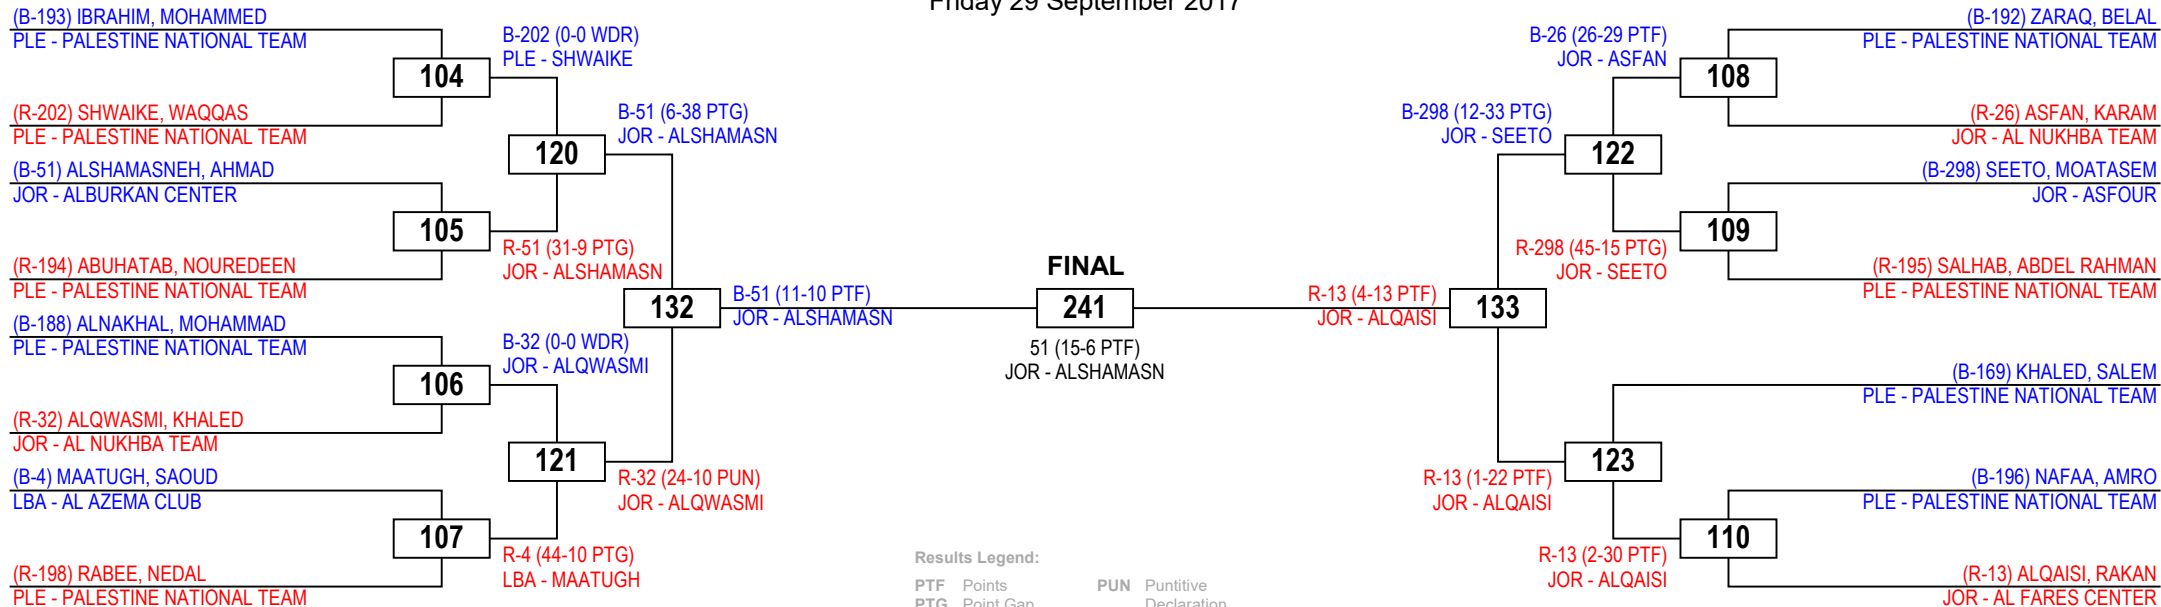 Friday 29 September 2017
(B-193) IBRAHIM, MOHAMMED
PLE - PALESTINE NATIONAL TEAM
104
(R-202) SHWAIKE, WAQQAS
PLE - PALESTINE NATIONAL TEAM
(B-51) ALSHAMASNEH, AHMAD
JOR - ALBURKAN CENTER
105
(R-194) ABUHATAB, NOUREDEEN
PLE - PALESTINE NATIONAL TEAM
(B-188) ALNAKHAL, MOHAMMAD
PLE - PALESTINE NATIONAL TEAM
106
(R-32) ALQWASMI, KHALED
JOR - AL NUKHBA TEAM
(B-4) MAATUGH, SAOUD
LBA - AL AZEMA CLUB
107
(R-198) RABEE, NEDAL
PLE - PALESTINE NATIONAL TEAM
B-202 (0-0 WDR)
PLE - SHWAIKE
120
R-51 (31-9 PTG)
JOR - ALSHAMASN
B-32 (0-0 WDR)
JOR - ALQWASMI
121
R-4 (44-10 PTG)
LBA - MAATUGH
B-51 (6-38 PTG)
JOR - ALSHAMASN
132
R-32 (24-10 PUN)
JOR - ALQWASMI
B-51 (11-10 PTF)
JOR - ALSHAMASN
FINAL
241
51 (15-6 PTF)
JOR - ALSHAMASN
R-13 (4-13 PTF)
JOR - ALQAISI
133
B-298 (12-33 PTG)
JOR - SEETO
R-13 (1-22 PTF)
JOR - ALQAISI
B-26 (26-29 PTF)
JOR - ASFAN
122
R-298 (45-15 PTG)
JOR - SEETO
123
R-13 (2-30 PTF)
JOR - ALQAISI
(B-192) ZARAQ, BELAL
PLE - PALESTINE NATIONAL TEAM
108
(R-26) ASFAN, KARAM
JOR - AL NUKHBA TEAM
(B-298) SEETO, MOATASEM
JOR - ASFOUR
109
(R-195) SALHAB, ABDEL RAHMAN
PLE - PALESTINE NATIONAL TEAM
(B-169) KHALED, SALEM
PLE - PALESTINE NATIONAL TEAM
(B-196) NAFAA, AMRO
PLE - PALESTINE NATIONAL TEAM
110
(R-13) ALQAISI, RAKAN
JOR - AL FARES CENTER
Results Legend:
PTF Points PUN Puntitive
PTG Point Gap Declaration